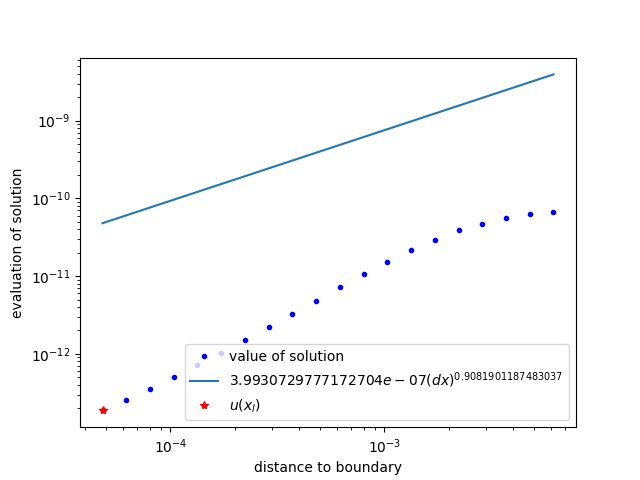 10⁻⁹
10⁻¹⁰
10⁻¹¹
10⁻¹²
evaluation of solution
value of solution
3.9930729777172704e − 07(dx)^0.9081901187483037
u(x_l)
10⁻⁴
10⁻³
distance to boundary